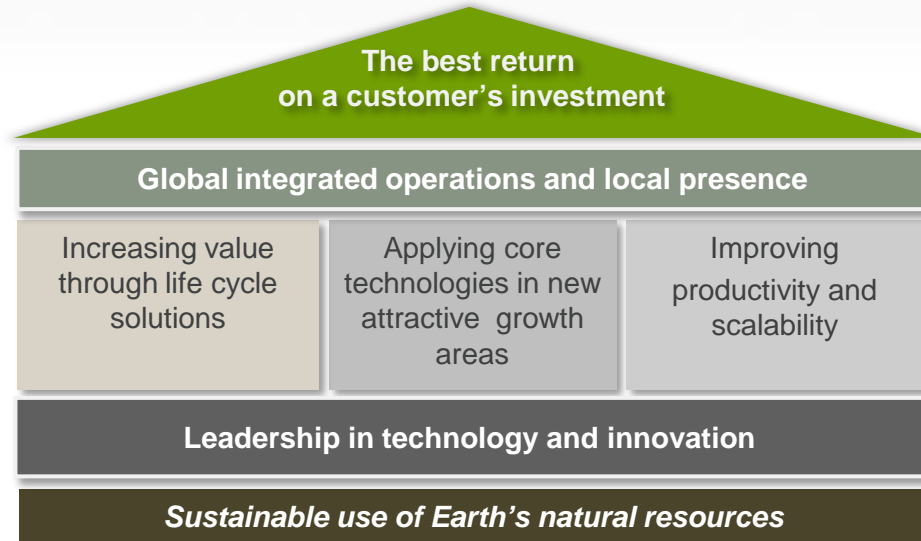 The best return
on a customer’s investment
Global integrated operations and local presence
Increasing value
through life cycle
solutions
Applying core
technologies in new
attractive  growth
areas
Improving
productivity and
scalability
Leadership in technology and innovation
Sustainable use of Earth’s natural resources